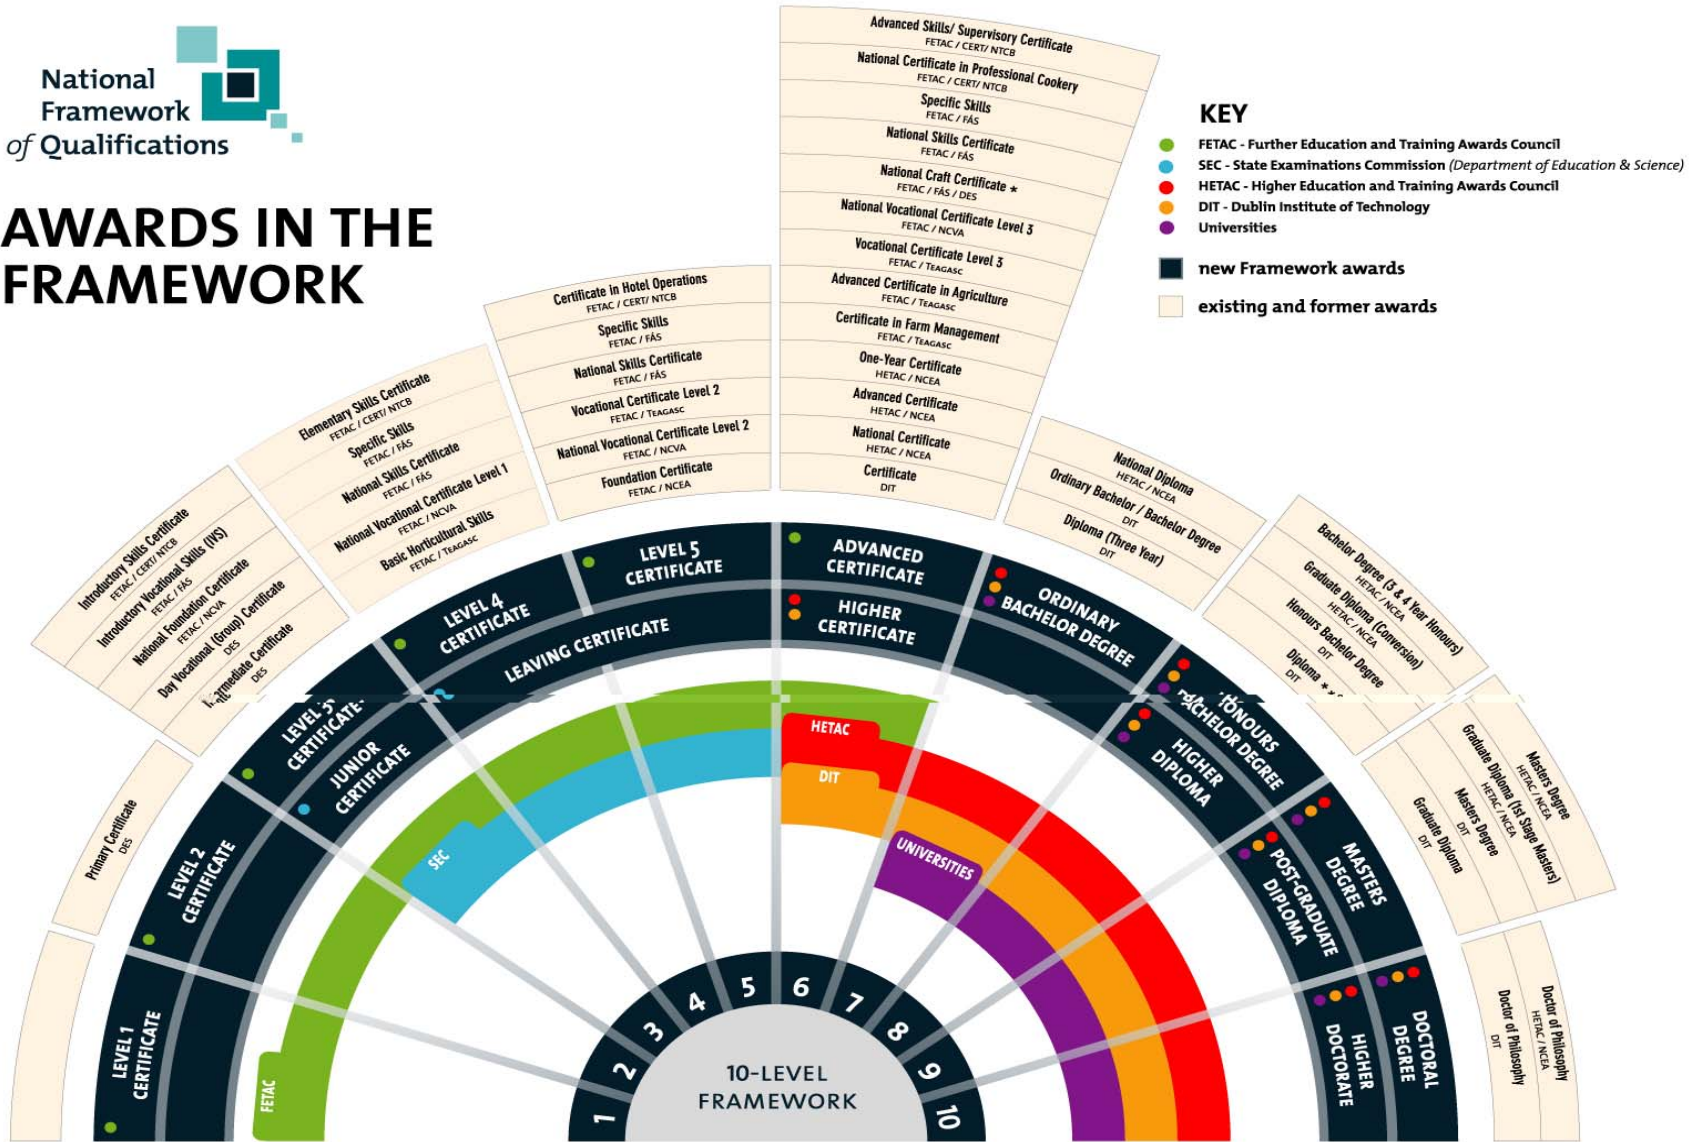 National
Framework
of Qualifications
AWARDS IN THE
FRAMEWORK
KEY
FETAC - Further Education and Training Awards Council
SEC - State Examinations Commission (Department of Education & Science)
HETAC - Higher Education and Training Awards Council
DIT - Dublin Institute of Technology
Universities
new Framework awards
existing and former awards
Primary Certificate
DES
Introductory Skills Certificate
FETAC / CERT/ NTCB
Introductory Vocational Skills (IVS)
FETAC / FÁS
National Foundation Certificate
FETAC / NCVA
Day Vocational (Group) Certificate
DES
Certificate
DES
Elementary Skills Certificate
FETAC / CERT/ NTCB
Specific Skills
FETAC / FÁS
National Skills Certificate
FETAC / FÁS
National Vocational Certificate Level 1
FETAC / NCVA
Basic Horticultural Skills
FETAC / TEAGASC
Certificate in Hotel Operations
FETAC / CERT/ NTCB
Specific Skills
FETAC / FÁS
National Skills Certificate
FETAC / FÁS
Vocational Certificate Level 2
FETAC / TEAGASC
National Vocational Certificate Level 2
FETAC / NCVA
Foundation Certificate
FETAC / NCEA
Advanced Skills/ Supervisory Certificate
FETAC / CERT/ NTCB
National Certificate in Professional Cookery
FETAC / CERT/ NTCB
Specific Skills
FETAC / FÁS
National Skills Certificate
FETAC / FÁS
National Craft Certificate *
FETAC / FÁS / DES
National Vocational Certificate Level 3
FETAC / NCVA
Vocational Certificate Level 3
FETAC / TEAGASC
Advanced Certificate in Agriculture
FETAC / TEAGASC
Certificate in Farm Management
FETAC / TEAGASC
One-Year Certificate
HETAC / NCEA
Advanced Certificate
HETAC / NCEA
National Certificate
HETAC / NCEA
Certificate
DIT
National Diploma
HETAC / NCEA
Ordinary Bachelor / Bachelor Degree
DIT
Diploma (Three Year)
DIT
Bachelor Degree (3 & 4 Year Honours)
HETAC / NCEA
Graduate Diploma (Conversion)
HETAC / NCEA
Honours Bachelor Degree
DIT
Diploma * *
DIT
Masters Degree
HETAC / NCEA
Graduate Diploma (1st Stage Masters)
HETAC / NCEA
Masters Degree
DIT
Graduate Diploma
DIT
Doctor of Philosophy
HETAC / NCEA
Doctor of Philosophy
DIT
LEVEL 1
CERTIFICATE
LEVEL 2
CERTIFICATE
LEVEL 3
CERTIFICATE
JUNIOR
CERTIFICATE
LEVEL 4
CERTIFICATE
LEVEL 5
CERTIFICATE
LEAVING CERTIFICATE
ADVANCED
CERTIFICATE
HIGHER
CERTIFICATE
ORDINARY
BACHELOR DEGREE
HONOURS
BACHELOR DEGREE
HIGHER
DIPLOMA
MASTERS
DEGREE
POST-GRADUATE
DIPLOMA
DOCTORAL
DEGREE
HIGHER
DOCTORATE
FETAC
SEC
HETAC
DIT
UNIVERSITIES
1
2
3
4
5
6
7
8
9
10
10-LEVEL
FRAMEWORK